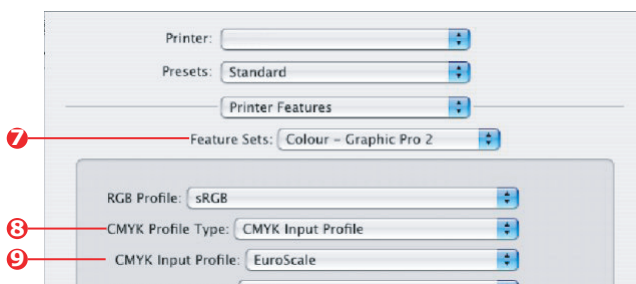 Printer:
Presets: Standard
Printer Features
7 Feature Sets: Colour – Graphic Pro 2
RGB Profile: sRGB
8 CMYK Profile Type: CMYK Input Profile
9 CMYK Input Profile: EuroScale